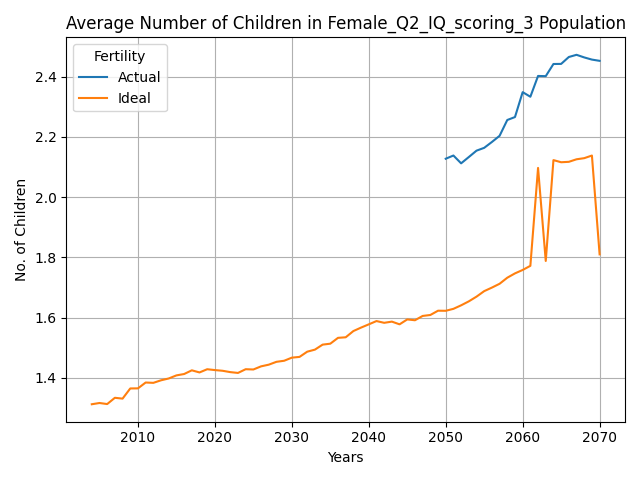 Average Number of Children in Female_Q2_IQ_scoring_3 Population
Fertility
Actual
Ideal
No. of Children
2.4
2.2
2.0
1.8
1.6
1.4
2010 2020 2030 2040 2050 2060 2070
Years